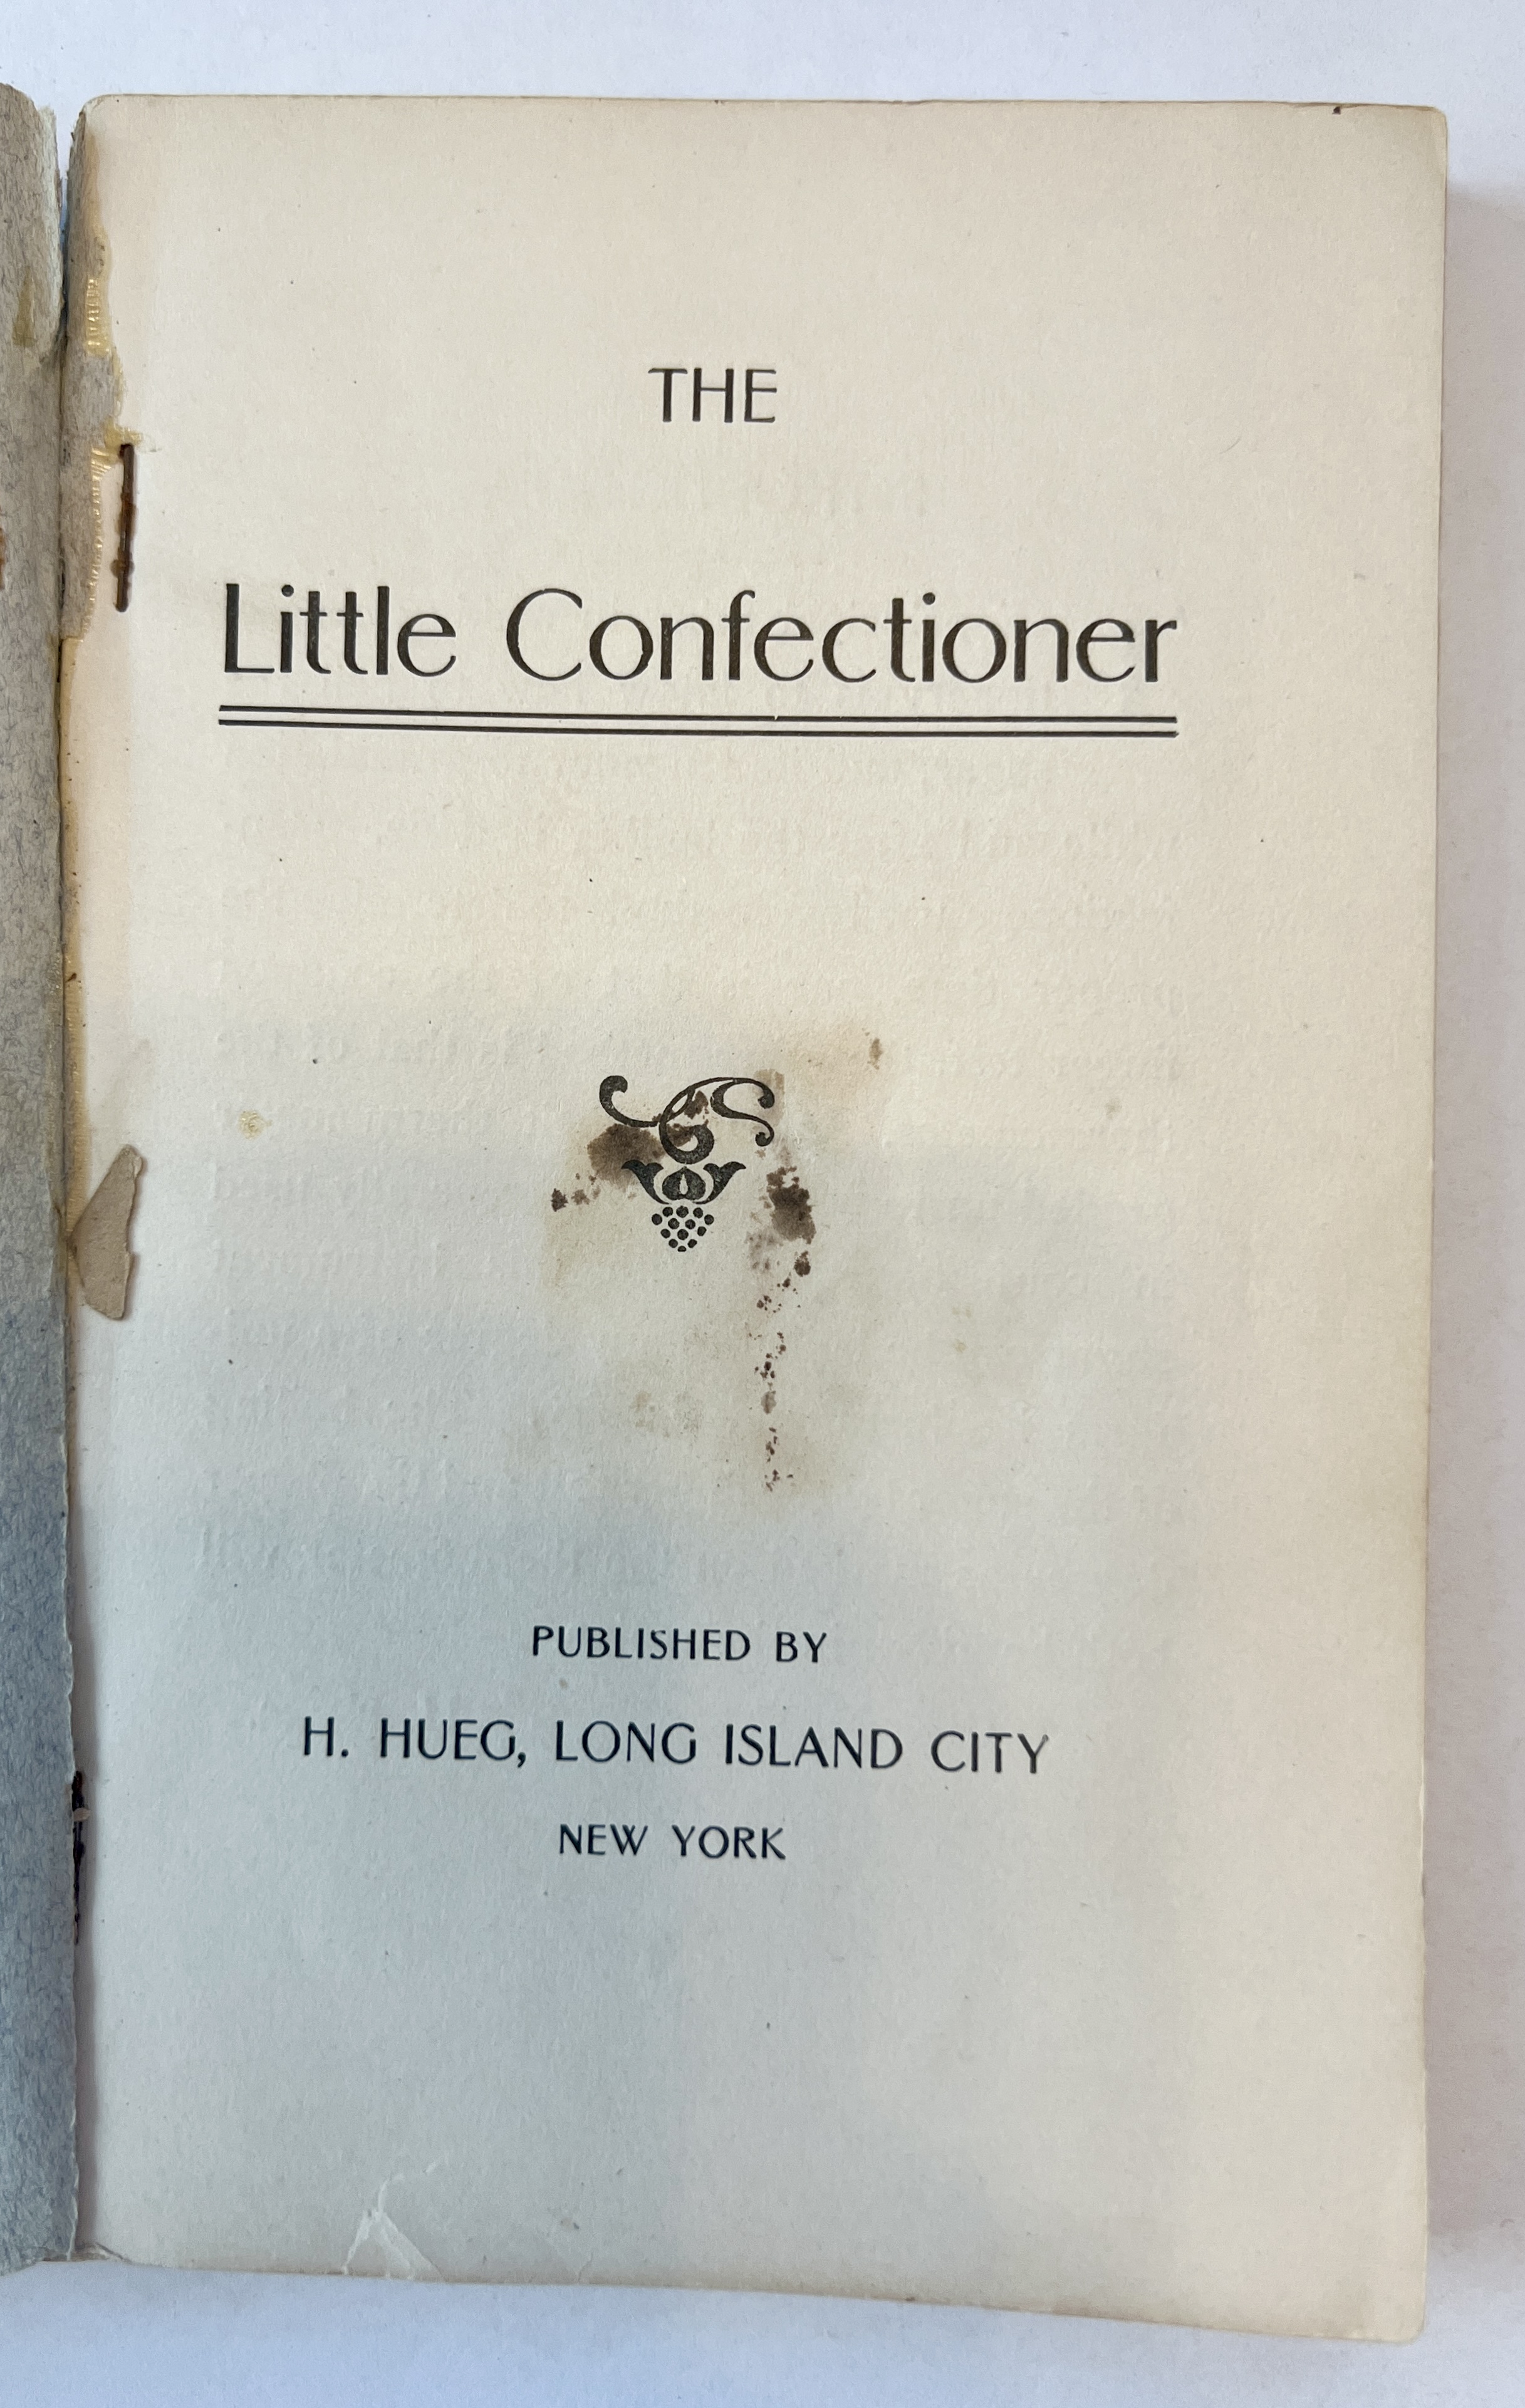 THE
Little Confectioner
PUBLISHED BY
H. HUEG, LONG ISLAND CITY
NEW YORK